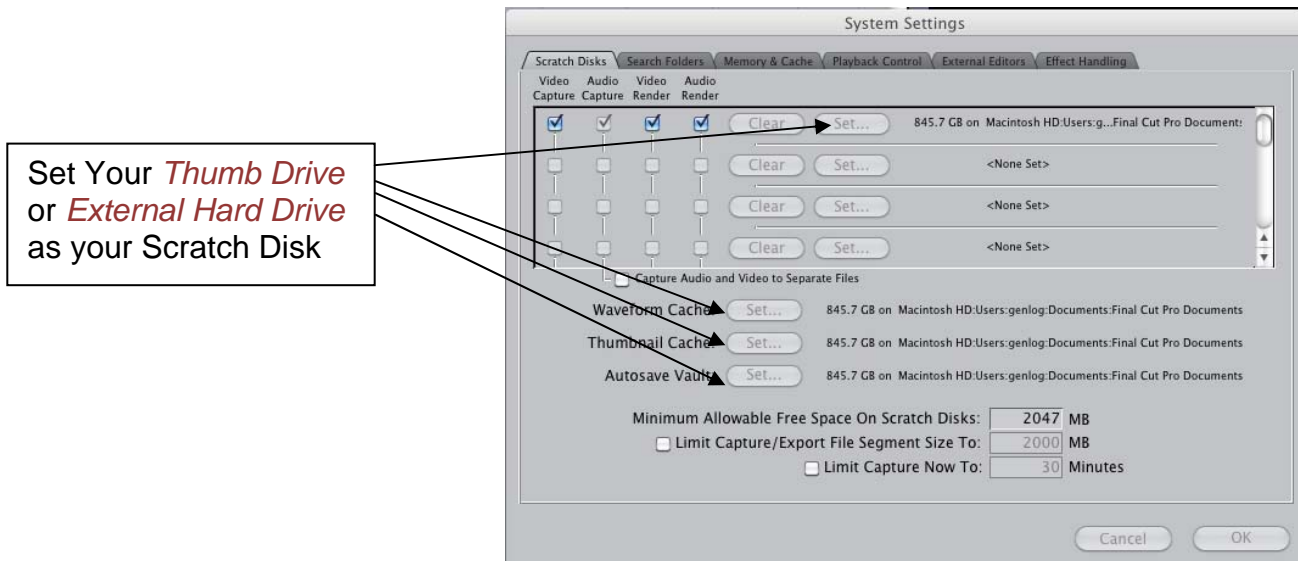 System Settings
Scratch Disks Search Folders Memory & Cache Playback Control External Editors Effect Handling
Video Audio Video Audio
Capture Capture Render Render
Clear Set... 845.7 GB on Macintosh HD:Users:g...Final Cut Pro Documents:
Clear Set... <None Set>
Clear Set... <None Set>
Clear Set... <None Set>
Capture Audio and Video to Separate Files
Set Your Thumb Drive
or External Hard Drive
as your Scratch Disk
Waveform Cache: Set... 845.7 GB on Macintosh HD:Users:genlog:Documents:Final Cut Pro Documents
Thumbnail Cache: Set... 845.7 GB on Macintosh HD:Users:genlog:Documents:Final Cut Pro Documents
Autosave Vault: Set... 845.7 GB on Macintosh HD:Users:genlog:Documents:Final Cut Pro Documents
Minimum Allowable Free Space On Scratch Disks: 2047 MB
Limit Capture/Export File Segment Size To: 2000 MB
Limit Capture Now To: 30 Minutes
Cancel OK